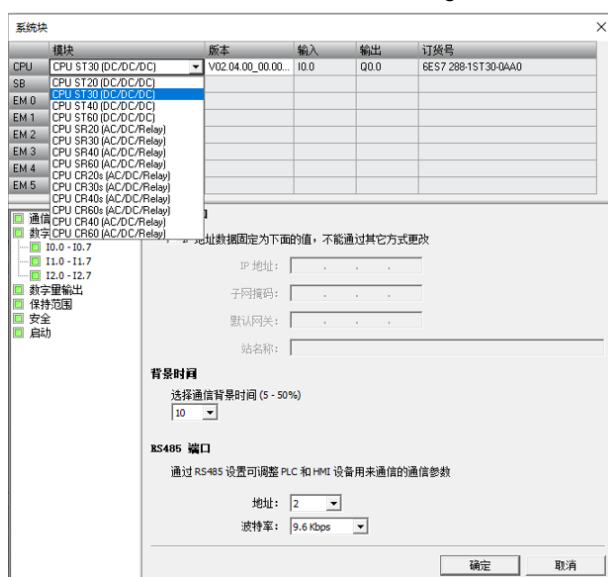 系统块
模块 版本 输入 输出 订货号
CPU CPU ST30 (DC/DC/DC) V02.04.00_00.00... I0.0 Q0.0 6ES7 288-1ST30-0AA0
SB CPU ST20 (DC/DC/DC)
EM 0 CPU ST30 (DC/DC/DC)
CPU ST40 (DC/DC/DC)
EM 1 CPU ST60 (DC/DC/DC)
EM 2 CPU SR20 (AC/DC/Relay)
CPU SR30 (AC/DC/Relay)
EM 3 CPU SR40 (AC/DC/Relay)
EM 4 CPU SR60 (AC/DC/Relay)
CPU CR20s (AC/DC/Relay)
EM 5 CPU CR30s (AC/DC/Relay)
CPU CR40s (AC/DC/Relay)
CPU CR60s (AC/DC/Relay)
通信 CPU CR40 (AC/DC/Relay)
数字 CPU CR60 (AC/DC/Relay)
地址数据固定为下面的值，不能通过其它方式更改
I0.0 - I0.7
I1.0 - I1.7
I2.0 - I2.7
数字量输出
保持范围
安全
启动
IP 地址:
子网掩码:
默认网关:
站名称:
背景时间
选择通信背景时间 (5 - 50%)
10
RS485 端口
通过 RS485 设置可调整 PLC 和 HMI 设备用来通信的通信参数
地址: 2
波特率: 9.6 Kbps
确定 取消